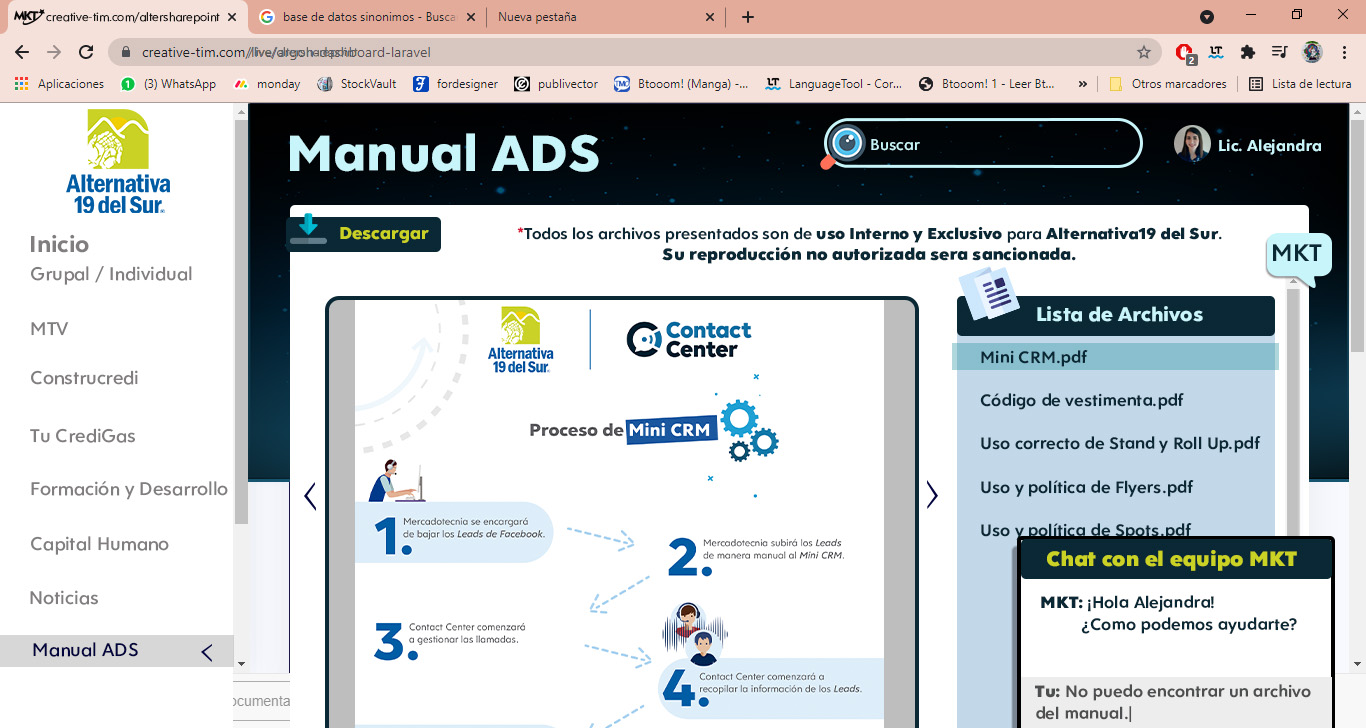 MKT creative-tim.com/altersharepoint
base de datos sinonimos - Busca
Nueva pestaña
creative-tim.com/
board-laravel
Aplicaciones
(3) WhatsApp
monday
StockVault
fordesigner
publivector
Btooom! (Manga) -...
LanguageTool - Cor...
Btooom! 1 - Leer Bt...
»
Otros marcadores
Lista de lectura
2
Alternativa
19 del Sur.
Inicio
Grupal / Individual
MTV
Construcredi
Tu CrediGas
Formación y Desarrollo
Capital Humano
Noticias
Manual ADS
ocumenta
Manual ADS
Buscar
Lic. Alejandra
Descargar
*Todos los archivos presentados son de uso Interno y Exclusivo para Alternativa19 del Sur.
Su reproducción no autorizada sera sancionada.
MKT
Alternativa
19 del Sur.
Contact
Center
Proceso de Mini CRM
1. Mercadotecnia se encargará
de bajar los Leads de Facebook.
2. Mercadotecnia subirá los Leads
de manera manual al Mini CRM.
3. Contact Center comenzará
a gestionar las llamadas.
4. Contact Center comenzará a
recopilar la información de los Leads.
Lista de Archivos
Mini CRM.pdf
Código de vestimenta.pdf
Uso correcto de Stand y Roll Up.pdf
Uso y política de Flyers.pdf
Uso y política de Spots.pdf
Chat con el equipo MKT
MKT: ¡Hola Alejandra!
¿Como podemos ayudarte?
Tu: No puedo encontrar un archivo
del manual.